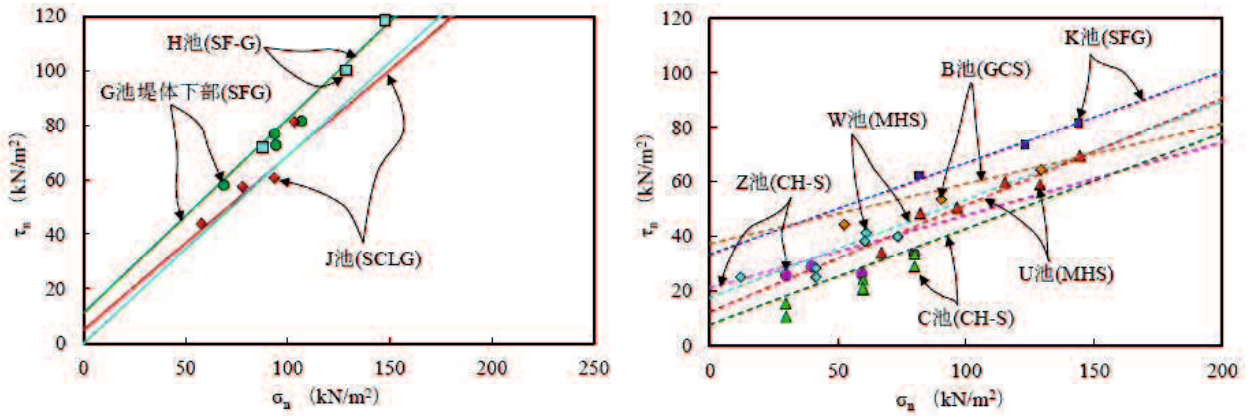 120
100
80
60
40
20
0
τn (kN/m²)
H池(SF-G)
G池堤体下部(SFG)
J池(SCLG)
0 50 100 150 200 250
σn (kN/m²)
120
100
80
60
40
20
0
τn (kN/m²)
K池(SFG)
B池(GCS)
W池(MHS)
Z池(CH-S)
U池(MHS)
C池(CH-S)
0 50 100 150 200
σn (kN/m²)